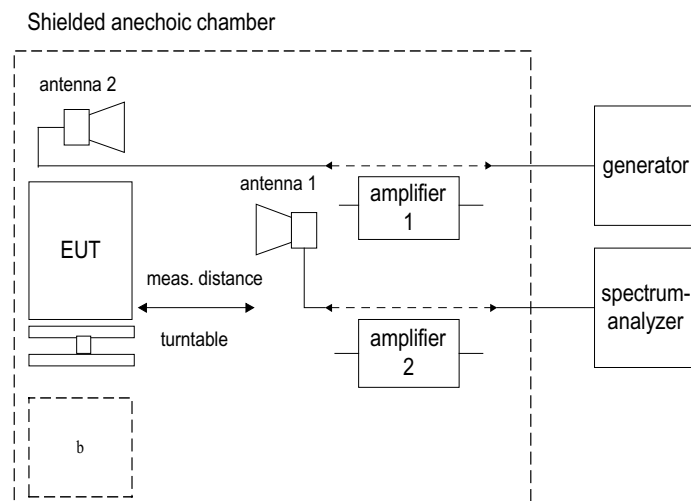 Shielded anechoic chamber
antenna 2
generator
antenna 1
amplifier
1
EUT
meas. distance
spectrum-
analyzer
turntable
amplifier
2
b